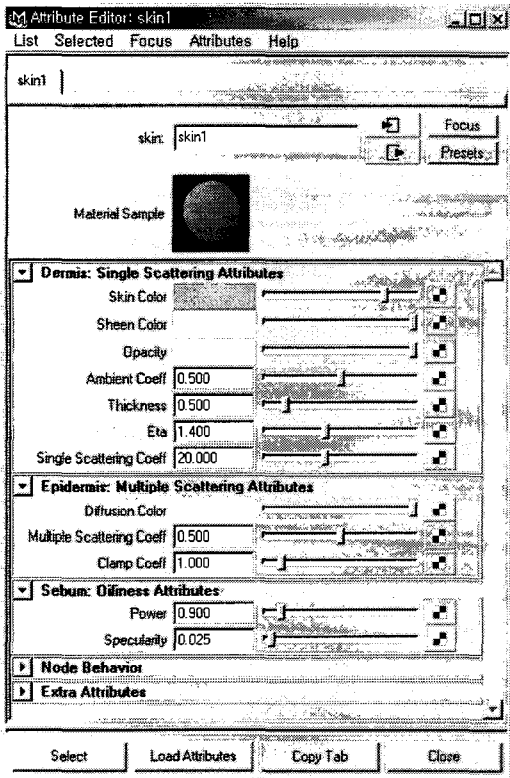 Attribute Editor: skin1
List Selected Focus Attributes Help
skin1
skin: skin1 Focus
Presets
Material Sample
Dermis: Single Scattering Attributes
Skin Color
Sheen Color
Opacity
Ambient Coeff 0.500
Thickness 0.500
Eta 1.400
Single Scattering Coeff 20.000
Epidermis: Multiple Scattering Attributes
Diffusion Color
Multiple Scattering Coeff 0.500
Clamp Coeff 1.000
Sebum: Oiliness Attributes
Power 0.900
Specularity 0.025
Node Behavior
Extra Attributes
Select Load Attributes Copy Tab Close